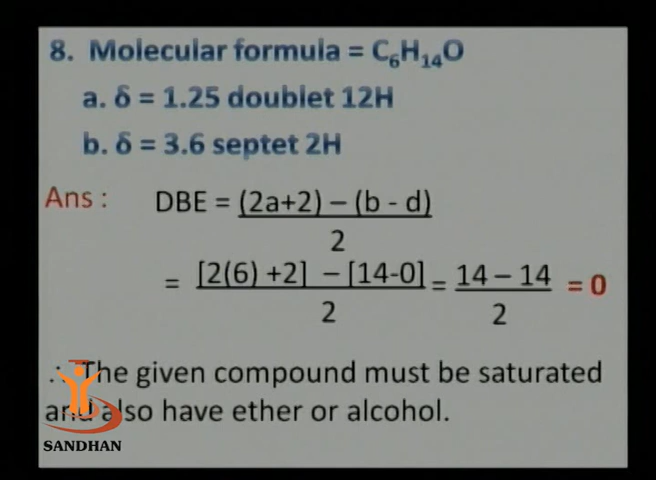 8. Molecular formula = C₆H₁₄O
a. δ = 1.25 doublet 12H
b. δ = 3.6 septet 2H
Ans : DBE = (2a+2) – (b - d)
2
= [2(6) +2] – [14-0] = 14 – 14 = 0
2 2
∴ The given compound must be saturated
and also have ether or alcohol.
SANDHAN